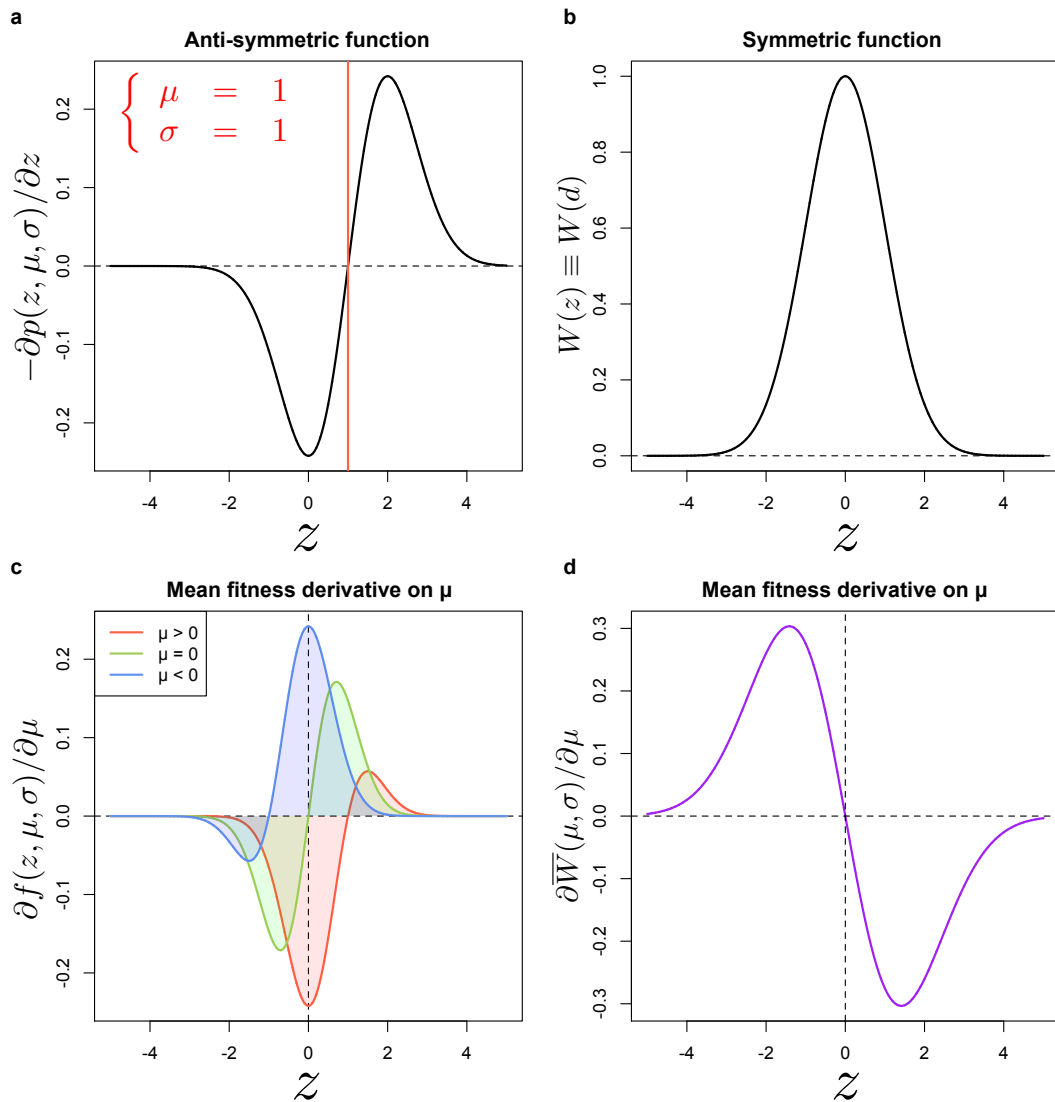 a
Anti-symmetric function
{ μ = 1
σ = 1
−∂p(z, μ, σ)/∂z
-0.2 -0.1 0.0 0.1 0.2
-4 -2 0 2 4
z
b
Symmetric function
W(z) ≡ W(d)
0.0 0.2 0.4 0.6 0.8 1.0
-4 -2 0 2 4
z
c
Mean fitness derivative on μ
μ > 0
μ = 0
μ < 0
∂f(z, μ, σ)/∂μ
-0.2 -0.1 0.0 0.1 0.2
-4 -2 0 2 4
z
d
Mean fitness derivative on μ
∂W̅(μ, σ)/∂μ
-0.3 -0.2 -0.1 0.0 0.1 0.2 0.3
-4 -2 0 2 4
z